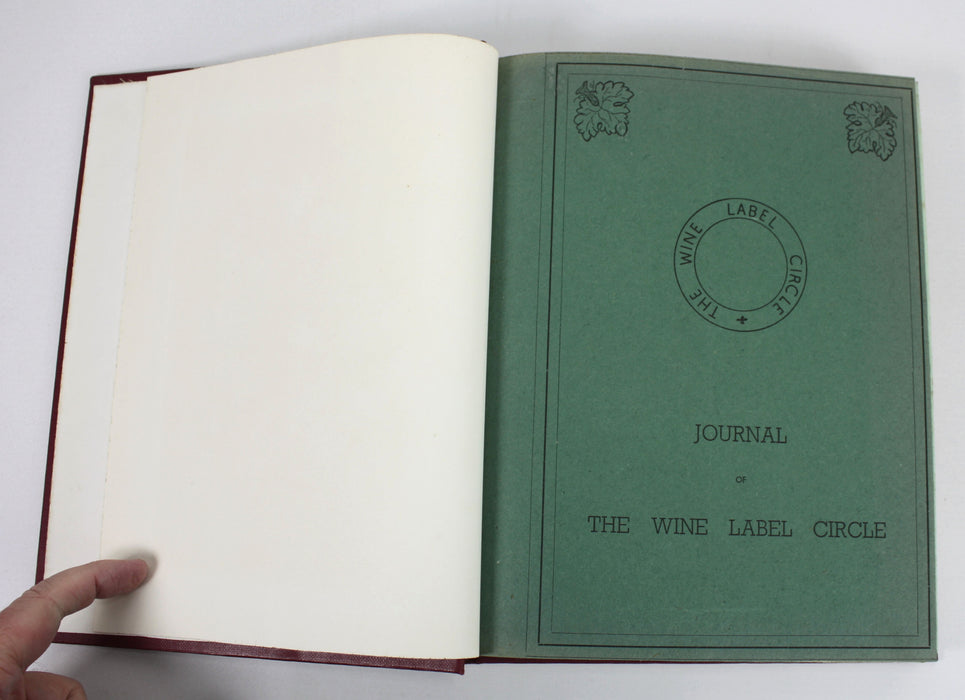 THE WINE LABEL CIRCLE
JOURNAL
OF
THE WINE LABEL CIRCLE